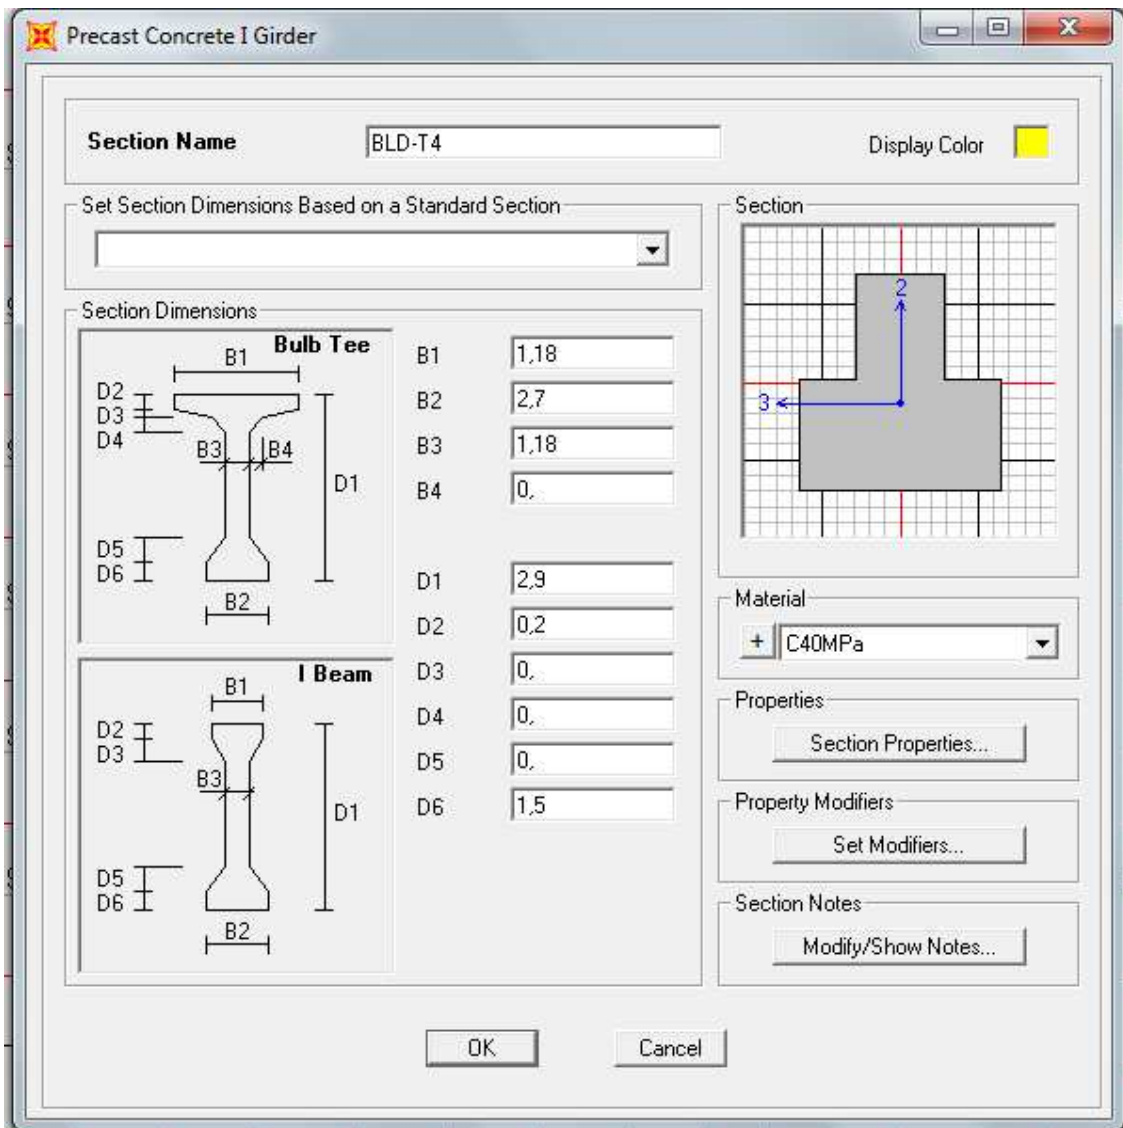 Precast Concrete I Girder
Section Name BLD-T4 Display Color
Set Section Dimensions Based on a Standard Section
Section
2
3
Section Dimensions
Bulb Tee
B1
D2
D3
D4
B3 B4
D1
D5
D6
B2
I Beam
B1
D2
D3
B3
D1
D5
D6
B2
B1 1,18
B2 2,7
B3 1,18
B4 0,
D1 2,9
D2 0,2
D3 0,
D4 0,
D5 0,
D6 1,5
Material
+ C40MPa
Properties
Section Properties...
Property Modifiers
Set Modifiers...
Section Notes
Modify/Show Notes...
OK Cancel